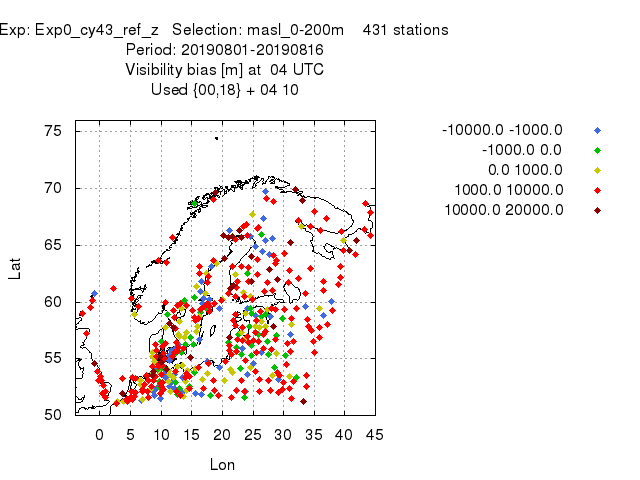 Exp: Exp0_cy43_ref_z   Selection: masl_0-200m    431 stations
Period: 20190801-20190816
Visibility bias [m] at  04 UTC
Used {00,18} + 04 10
-10000.0 -1000.0
-1000.0 0.0
0.0 1000.0
1000.0 10000.0
10000.0 20000.0
75
70
65
60
55
50
Lat
0 5 10 15 20 25 30 35 40 45
Lon